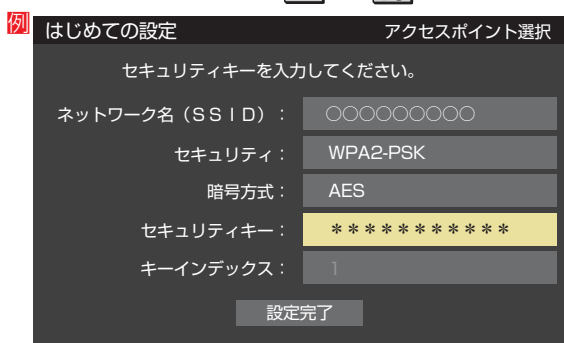 例
はじめての設定 アクセスポイント選択
セキュリティキーを入力してください。
ネットワーク名（ＳＳＩＤ）： ○○○○○○○○○
セキュリティ： WPA2-PSK
暗号方式： AES
セキュリティキー： ＊＊＊＊＊＊＊＊＊＊＊
キーインデックス： 1
設定完了